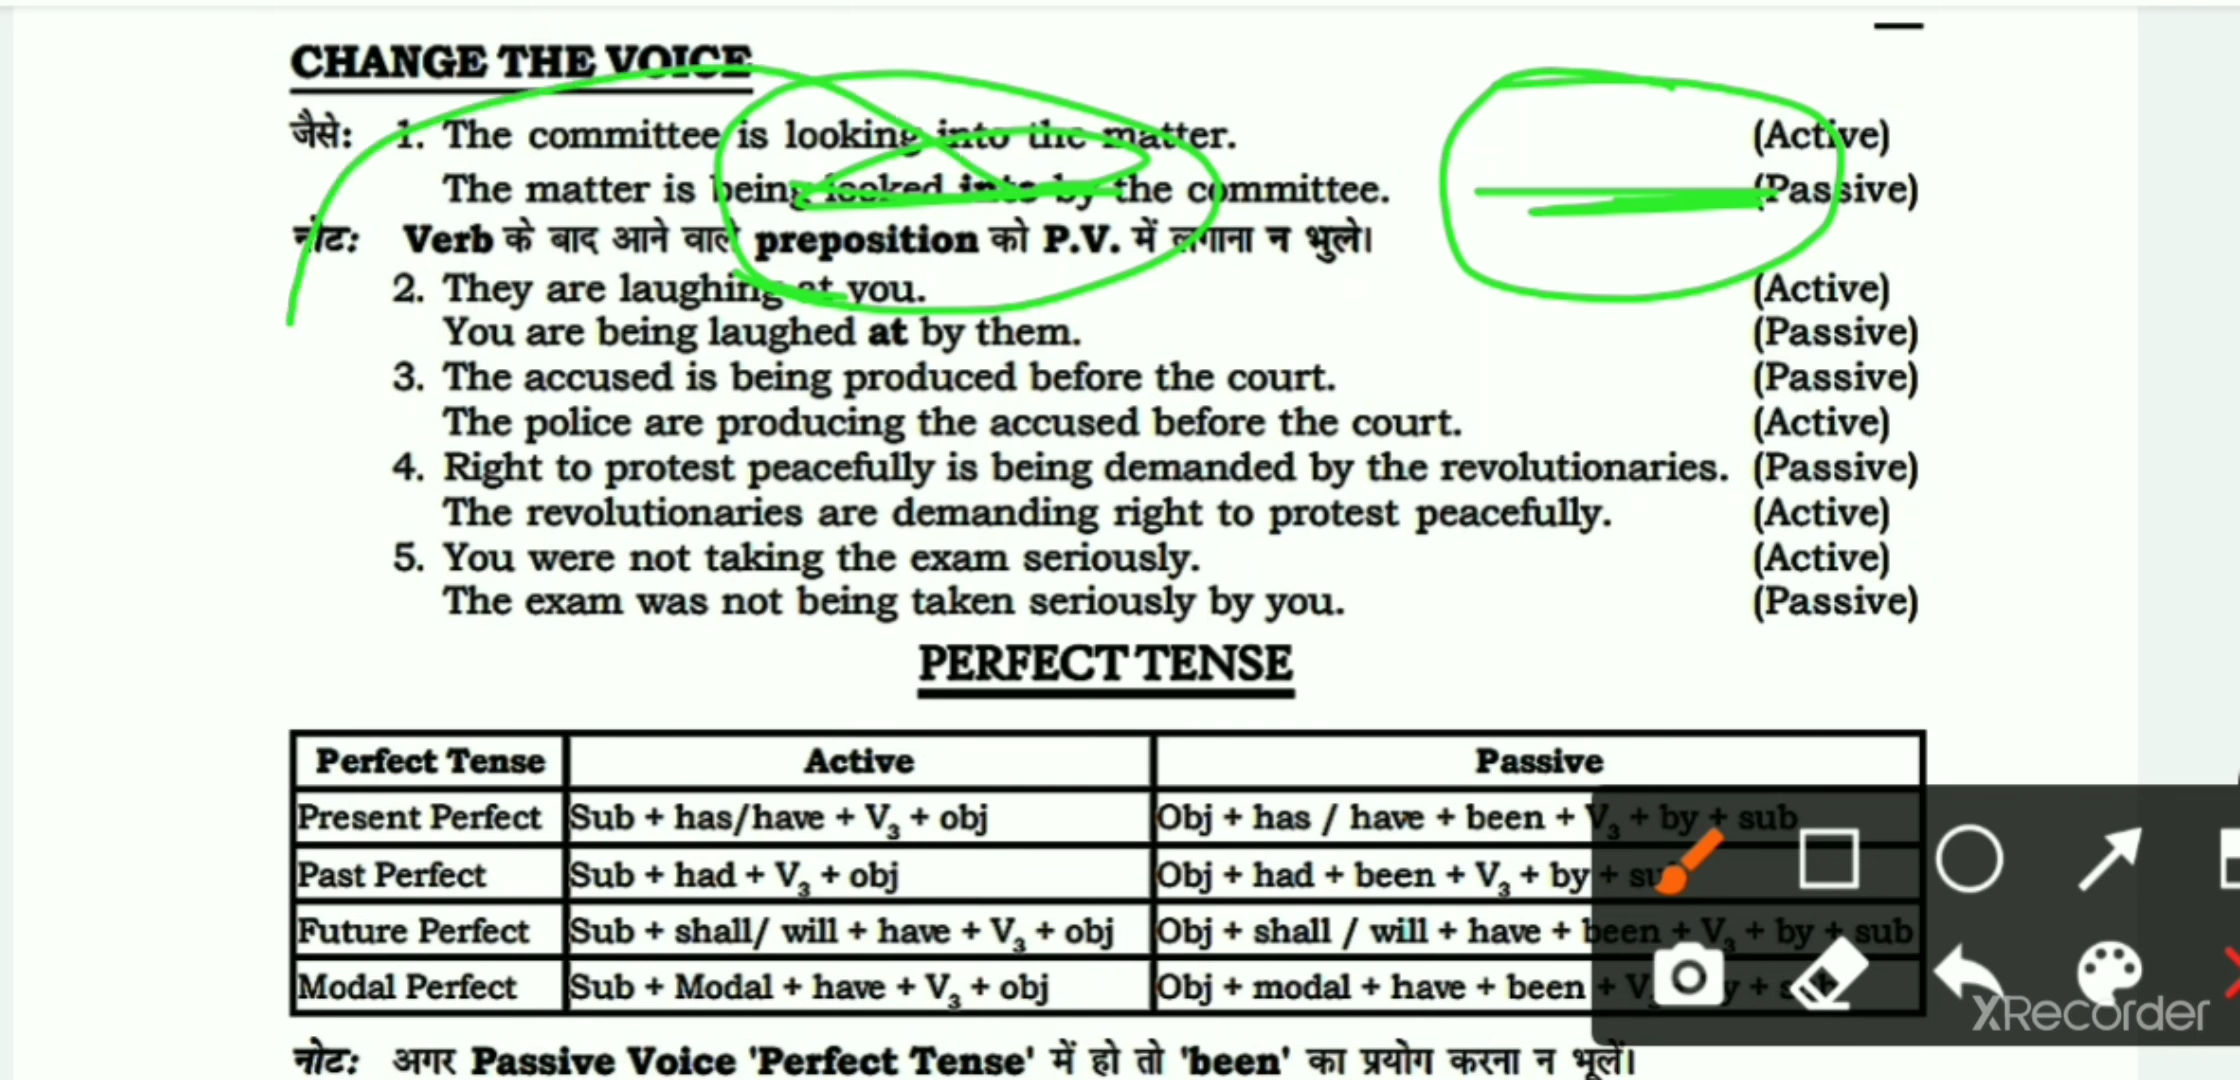 CHANGE THE VOICE
जैसे: 1. The committee is looking into the matter. (Active)
The matter is being looked into by the committee. (Passive)
नोट: Verb के बाद आने वाले preposition को P.V. में लगाना न भुले।
2. They are laughing at you. (Active)
You are being laughed at by them. (Passive)
3. The accused is being produced before the court. (Passive)
The police are producing the accused before the court. (Active)
4. Right to protest peacefully is being demanded by the revolutionaries. (Passive)
The revolutionaries are demanding right to protest peacefully. (Active)
5. You were not taking the exam seriously. (Active)
The exam was not being taken seriously by you. (Passive)
PERFECT TENSE
Perfect Tense Active Passive
Present Perfect Sub + has/have + V₃ + obj Obj + has / have + been + V₃ + by + sub
Past Perfect Sub + had + V₃ + obj Obj + had + been + V₃ + by + su
Future Perfect Sub + shall/ will + have + V₃ + obj Obj + shall / will + have + been + V₃ + by + sub
Modal Perfect Sub + Modal + have + V₃ + obj Obj + modal + have + been + V y + s
नोट: अगर Passive Voice 'Perfect Tense' में हो तो 'been' का प्रयोग करना न भूलें।
XRecorder